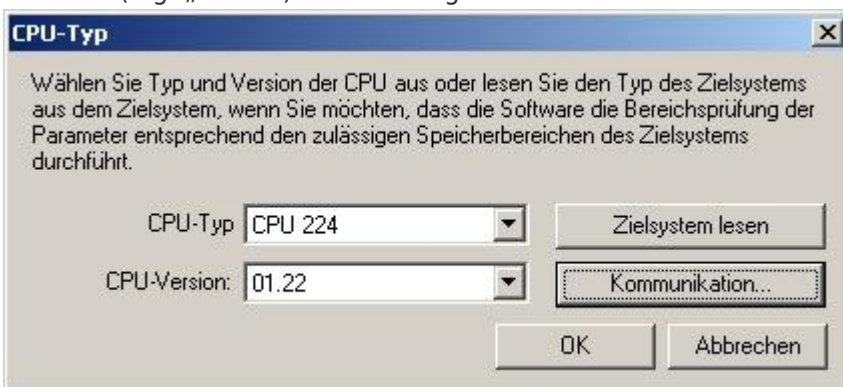 CPU-Typ
Wählen Sie Typ und Version der CPU aus oder lesen Sie den Typ des Zielsystems
aus dem Zielsystem, wenn Sie möchten, dass die Software die Bereichsprüfung der
Parameter entsprechend den zulässigen Speicherbereichen des Zielsystems
durchführt.
CPU-Typ CPU 224 Zielsystem lesen
CPU-Version: 01.22 Kommunikation...
OK Abbrechen